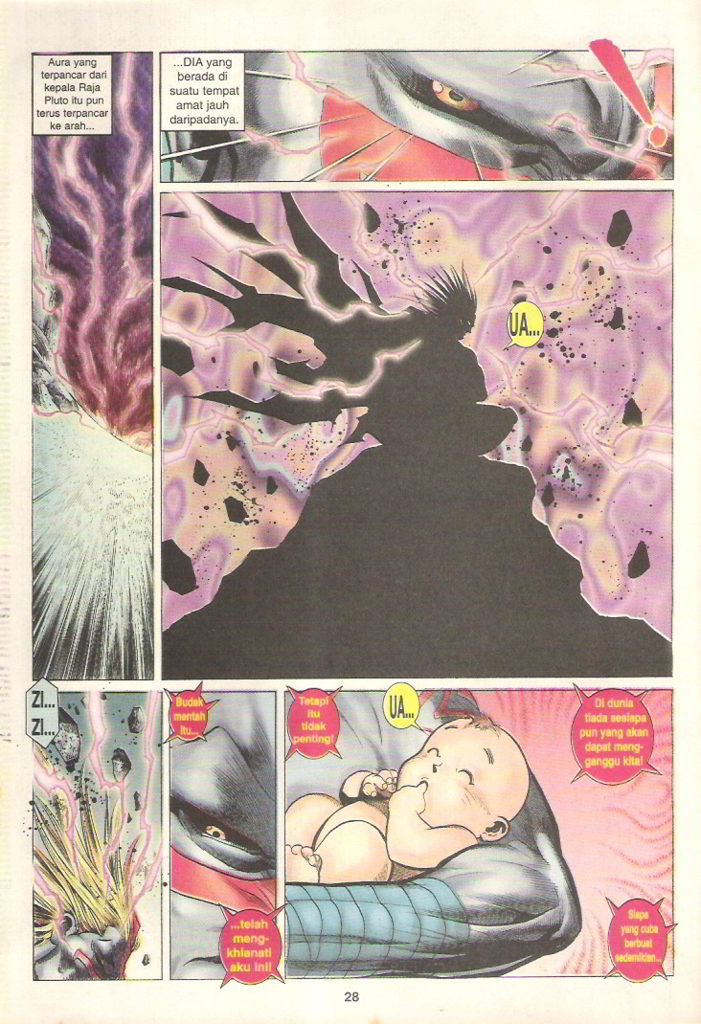 Aura yang
terpancar dari
kepala Raja
Pluto itu pun
terus terpancar
ke arah...
...DIA yang
berada di
suatu tempat
amat jauh
daripadanya.
!
UA...
ZI...
ZI...
Budak
mentah
itu...
...telah
meng-
khianati
aku ini!
Tetapi
itu
tidak
penting!
UA...
Di dunia
tiada sesiapa
pun yang akan
dapat meng-
ganggu kita!
Siapa
yang cuba
berbuat
sedemikian...
28